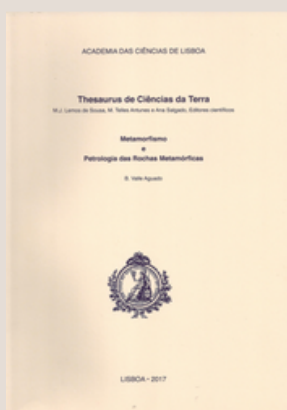 ACADEMIA DAS CIÊNCIAS DE LISBOA
Thesaurus de Ciências da Terra
M.J. Lemos de Sousa, M. Telles Antunes e Ana Salgado, Editores científicos
Metamorfismo
e
Petrologia das Rochas Metamórficas
B. Valle Aguado
LISBOA - 2017